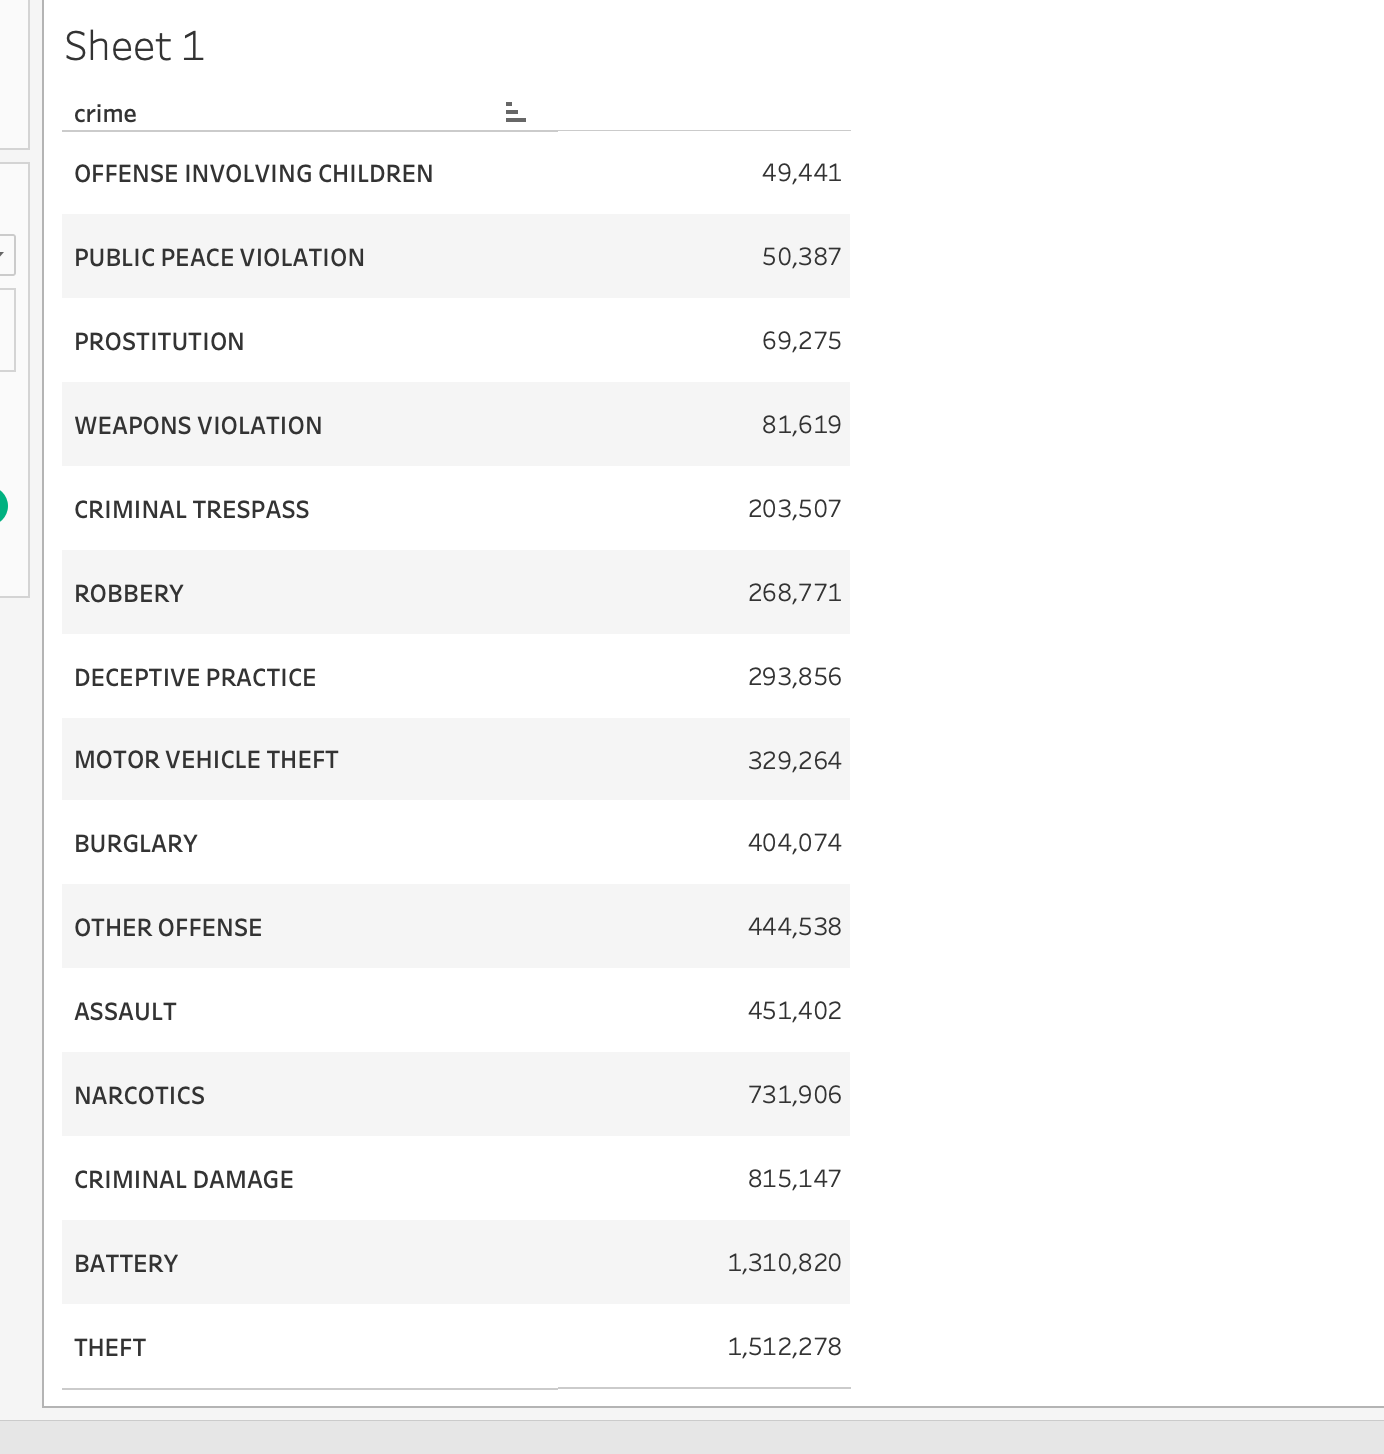 Sheet 1
crime
OFFENSE INVOLVING CHILDREN 49,441
PUBLIC PEACE VIOLATION 50,387
PROSTITUTION 69,275
WEAPONS VIOLATION 81,619
CRIMINAL TRESPASS 203,507
ROBBERY 268,771
DECEPTIVE PRACTICE 293,856
MOTOR VEHICLE THEFT 329,264
BURGLARY 404,074
OTHER OFFENSE 444,538
ASSAULT 451,402
NARCOTICS 731,906
CRIMINAL DAMAGE 815,147
BATTERY 1,310,820
THEFT 1,512,278